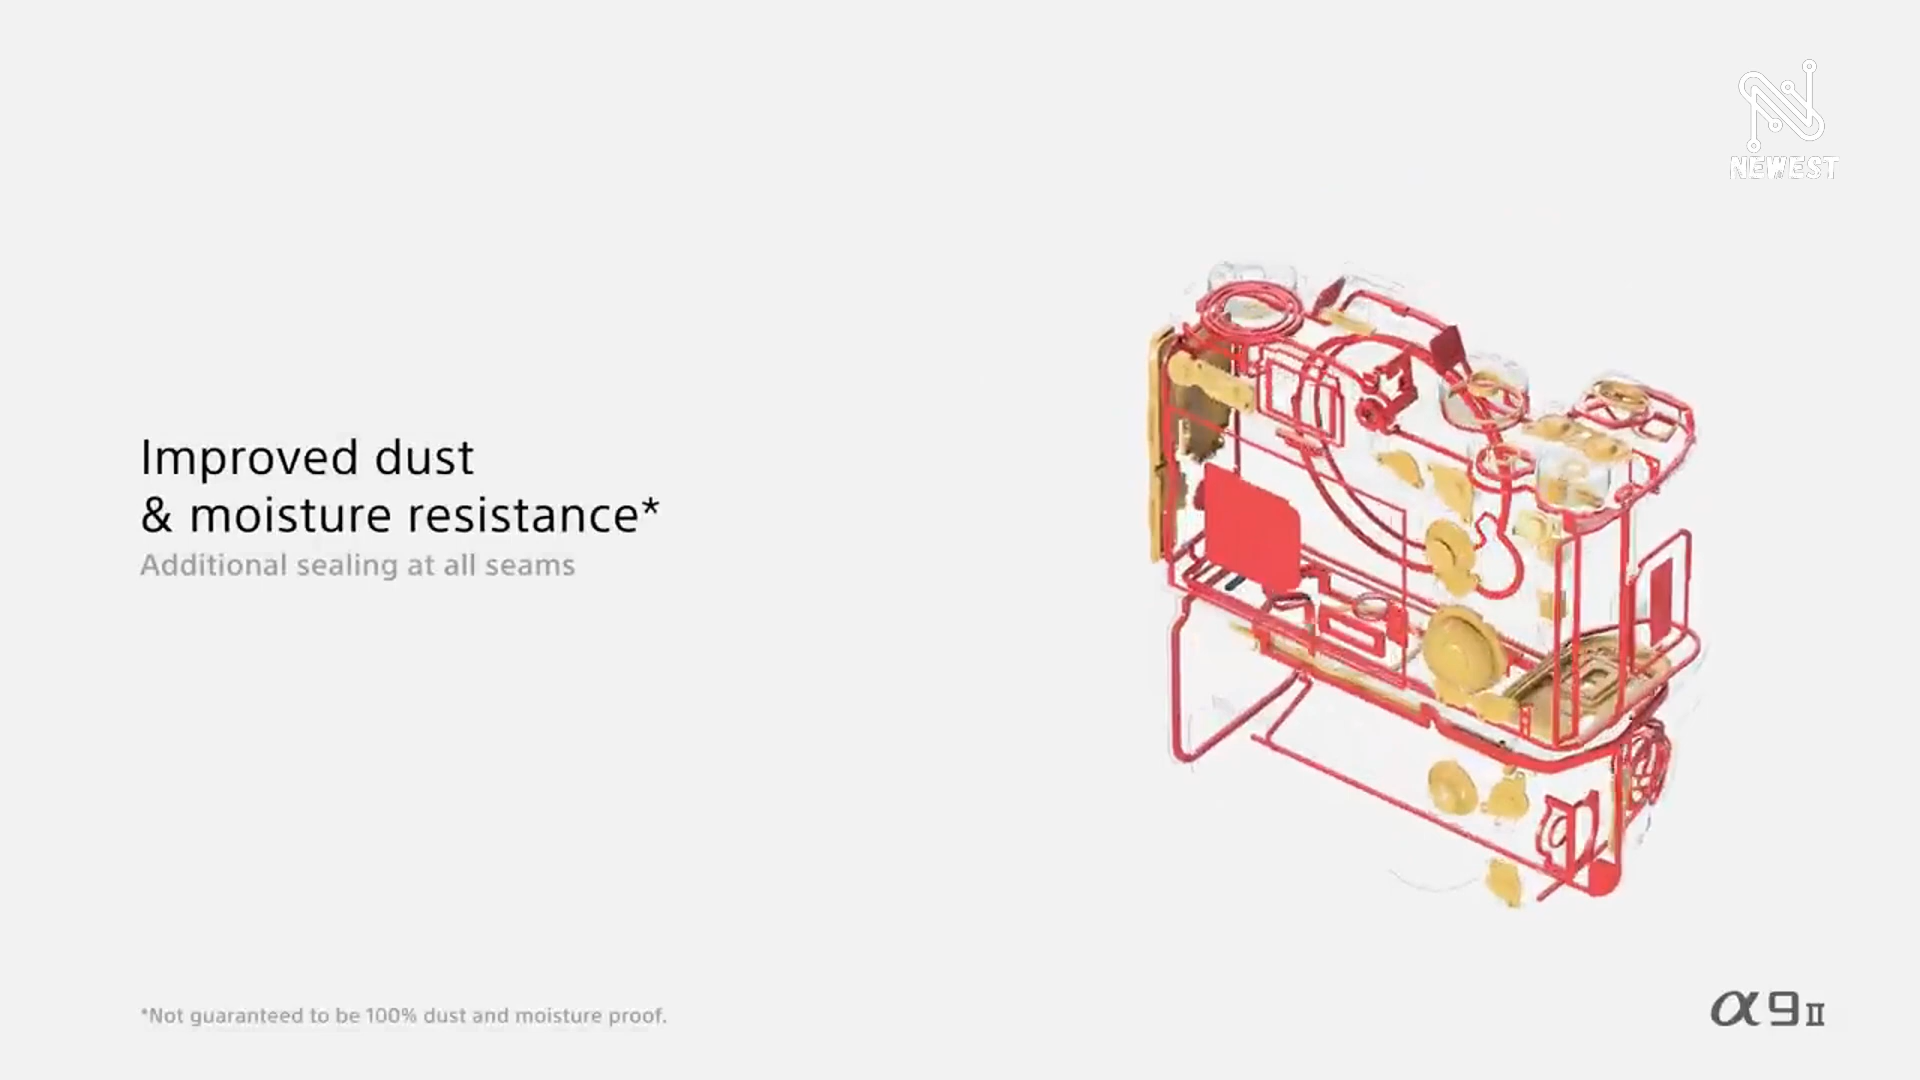 NEWEST
Improved dust
& moisture resistance*
Additional sealing at all seams
*Not guaranteed to be 100% dust and moisture proof.
α9II